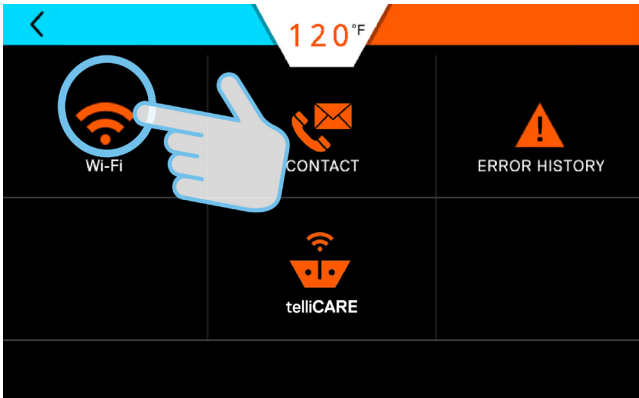 120°F
Wi-Fi
CONTACT
ERROR HISTORY
telliCARE